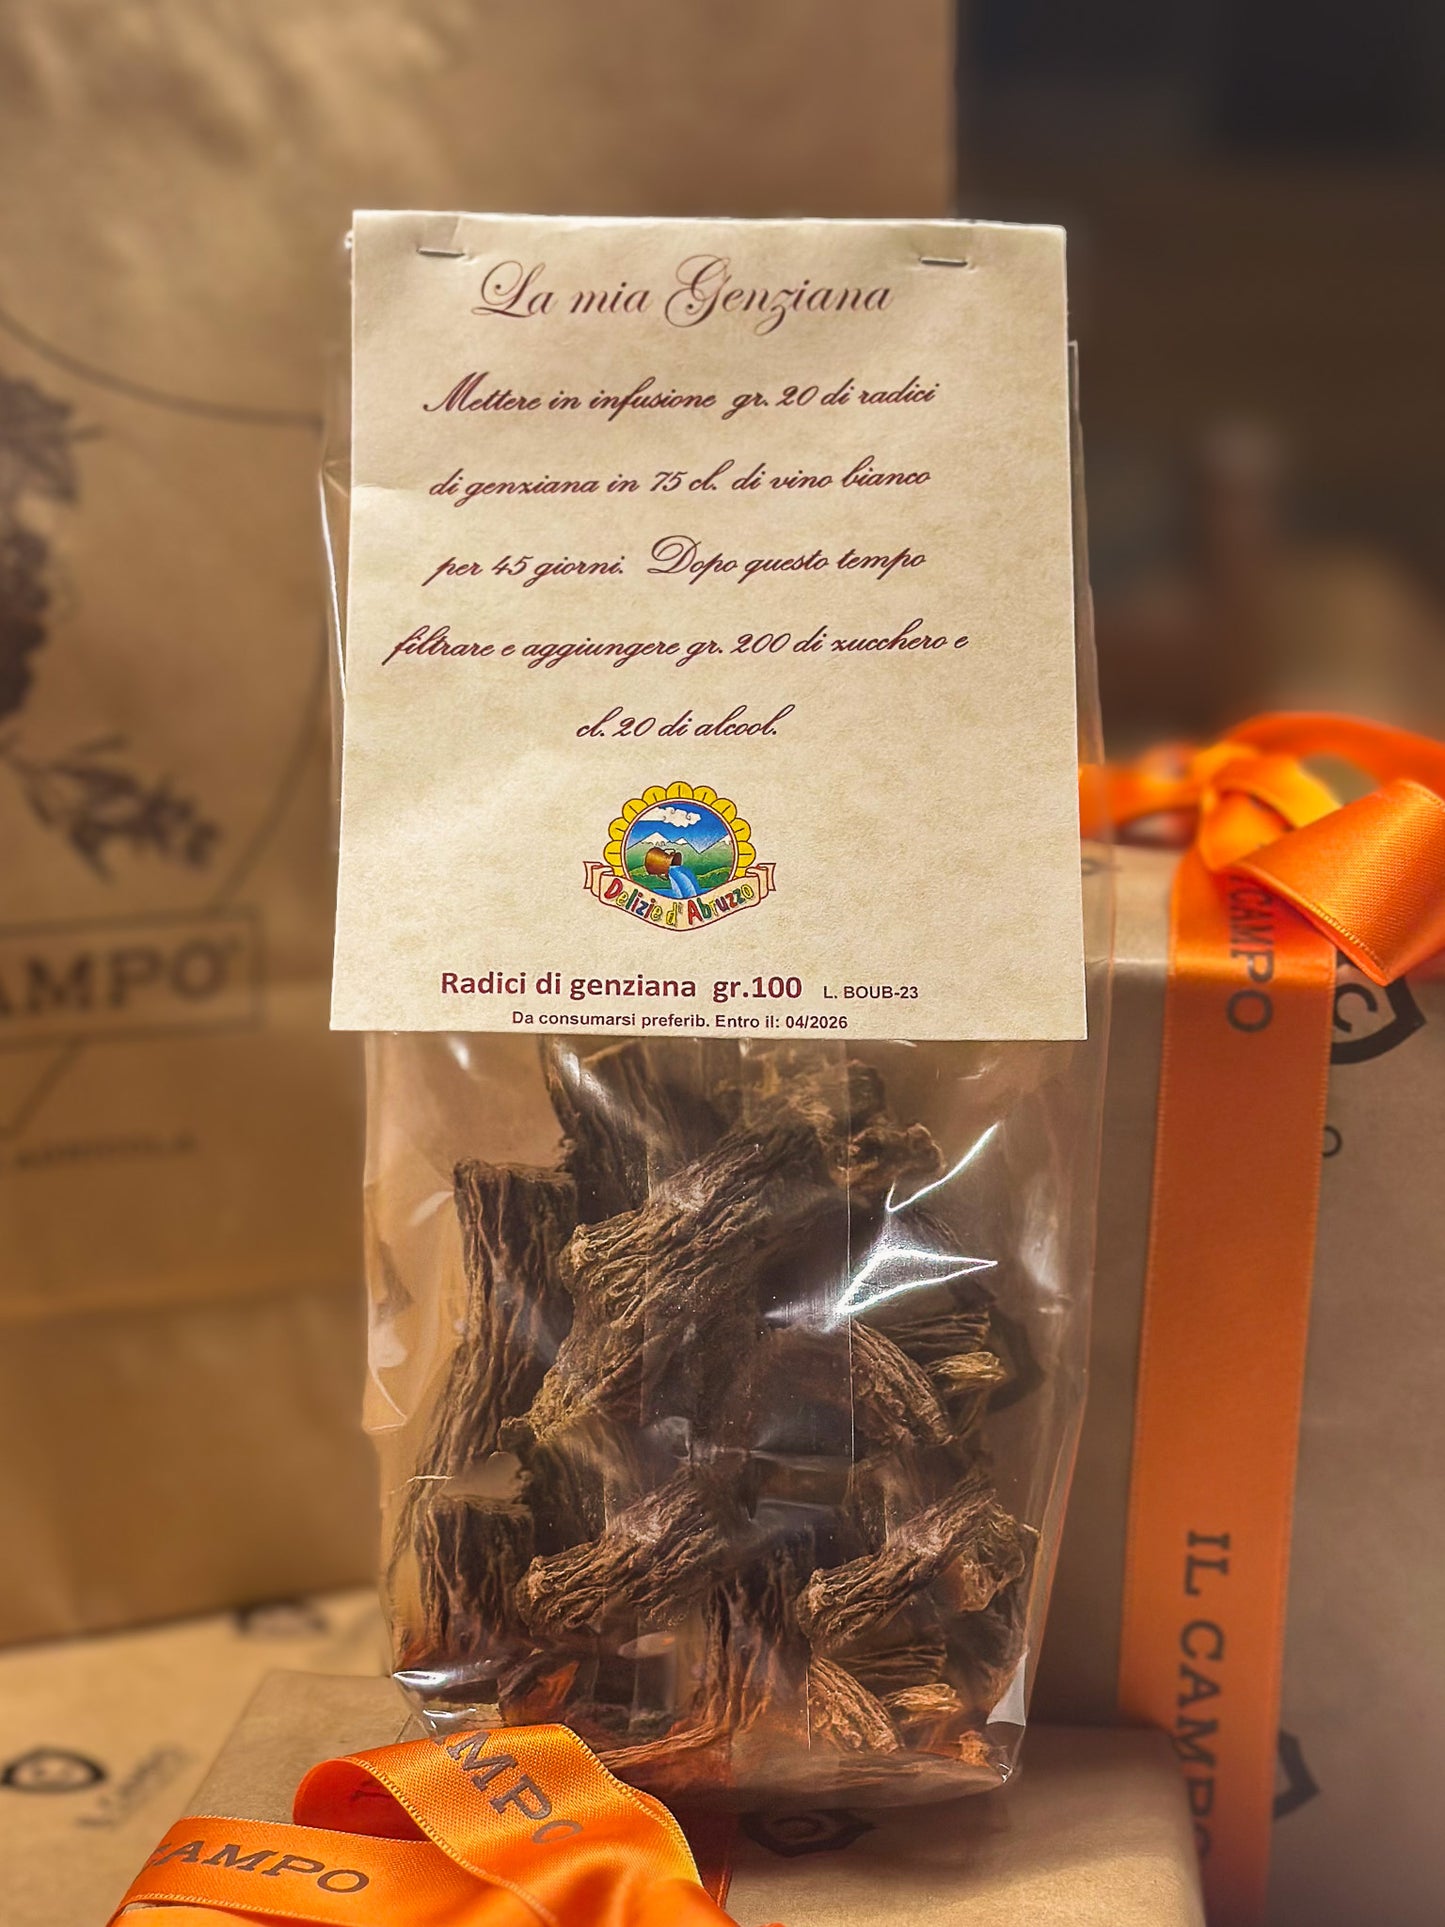 La mia Genziana
Mettere in infusione gr. 20 di radici
di genziana in 75 cl. di vino bianco
per 45 giorni. Dopo questo tempo
filtrare e aggiungere gr. 200 di zucchero e
cl. 20 di alcool.
Delizie d'Abruzzo
Radici di genziana gr.100 L. BOUB-23
Da consumarsi preferib. Entro il: 04/2026
AMPO
CAMPO
IL CAMPO
AMPO
CAMPO